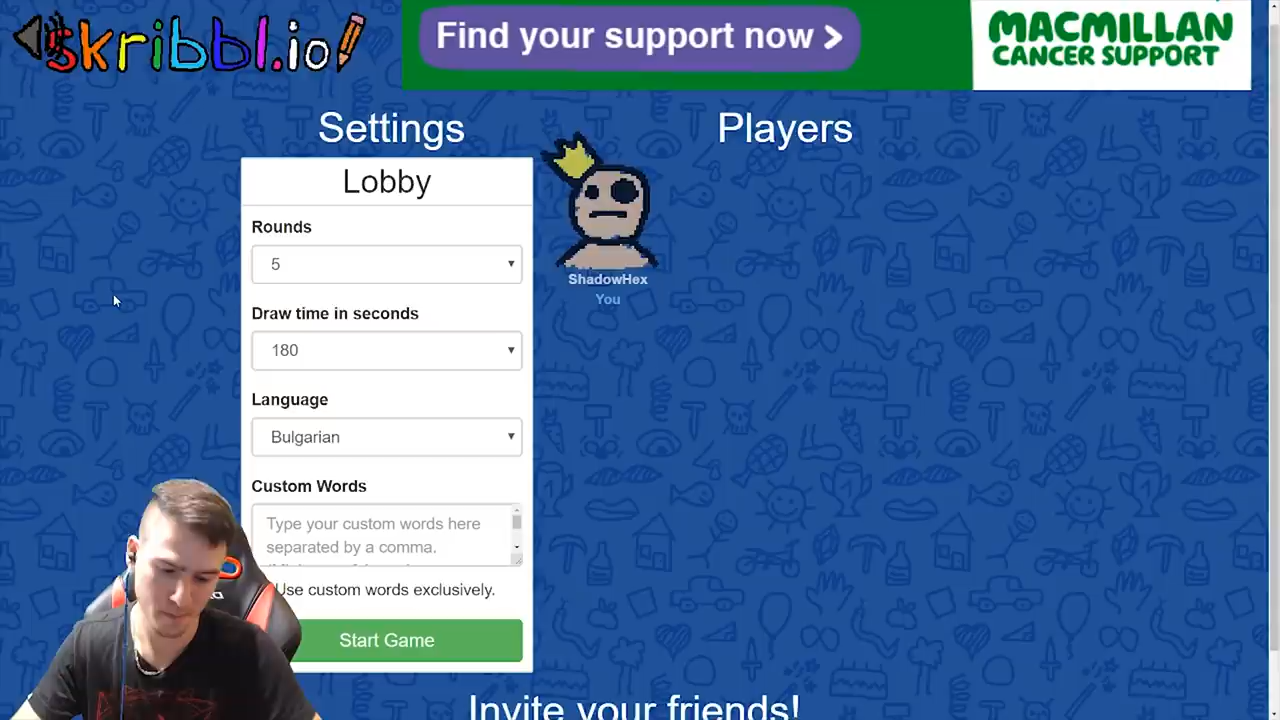 skribbl.io!
Find your support now >
MACMILLAN
CANCER SUPPORT
Settings
Players
Lobby
Rounds
5
Draw time in seconds
180
Language
Bulgarian
Custom Words
Type your custom words here
separated by a comma.
Use custom words exclusively.
Start Game
ShadowHex
You
Invite your friends!